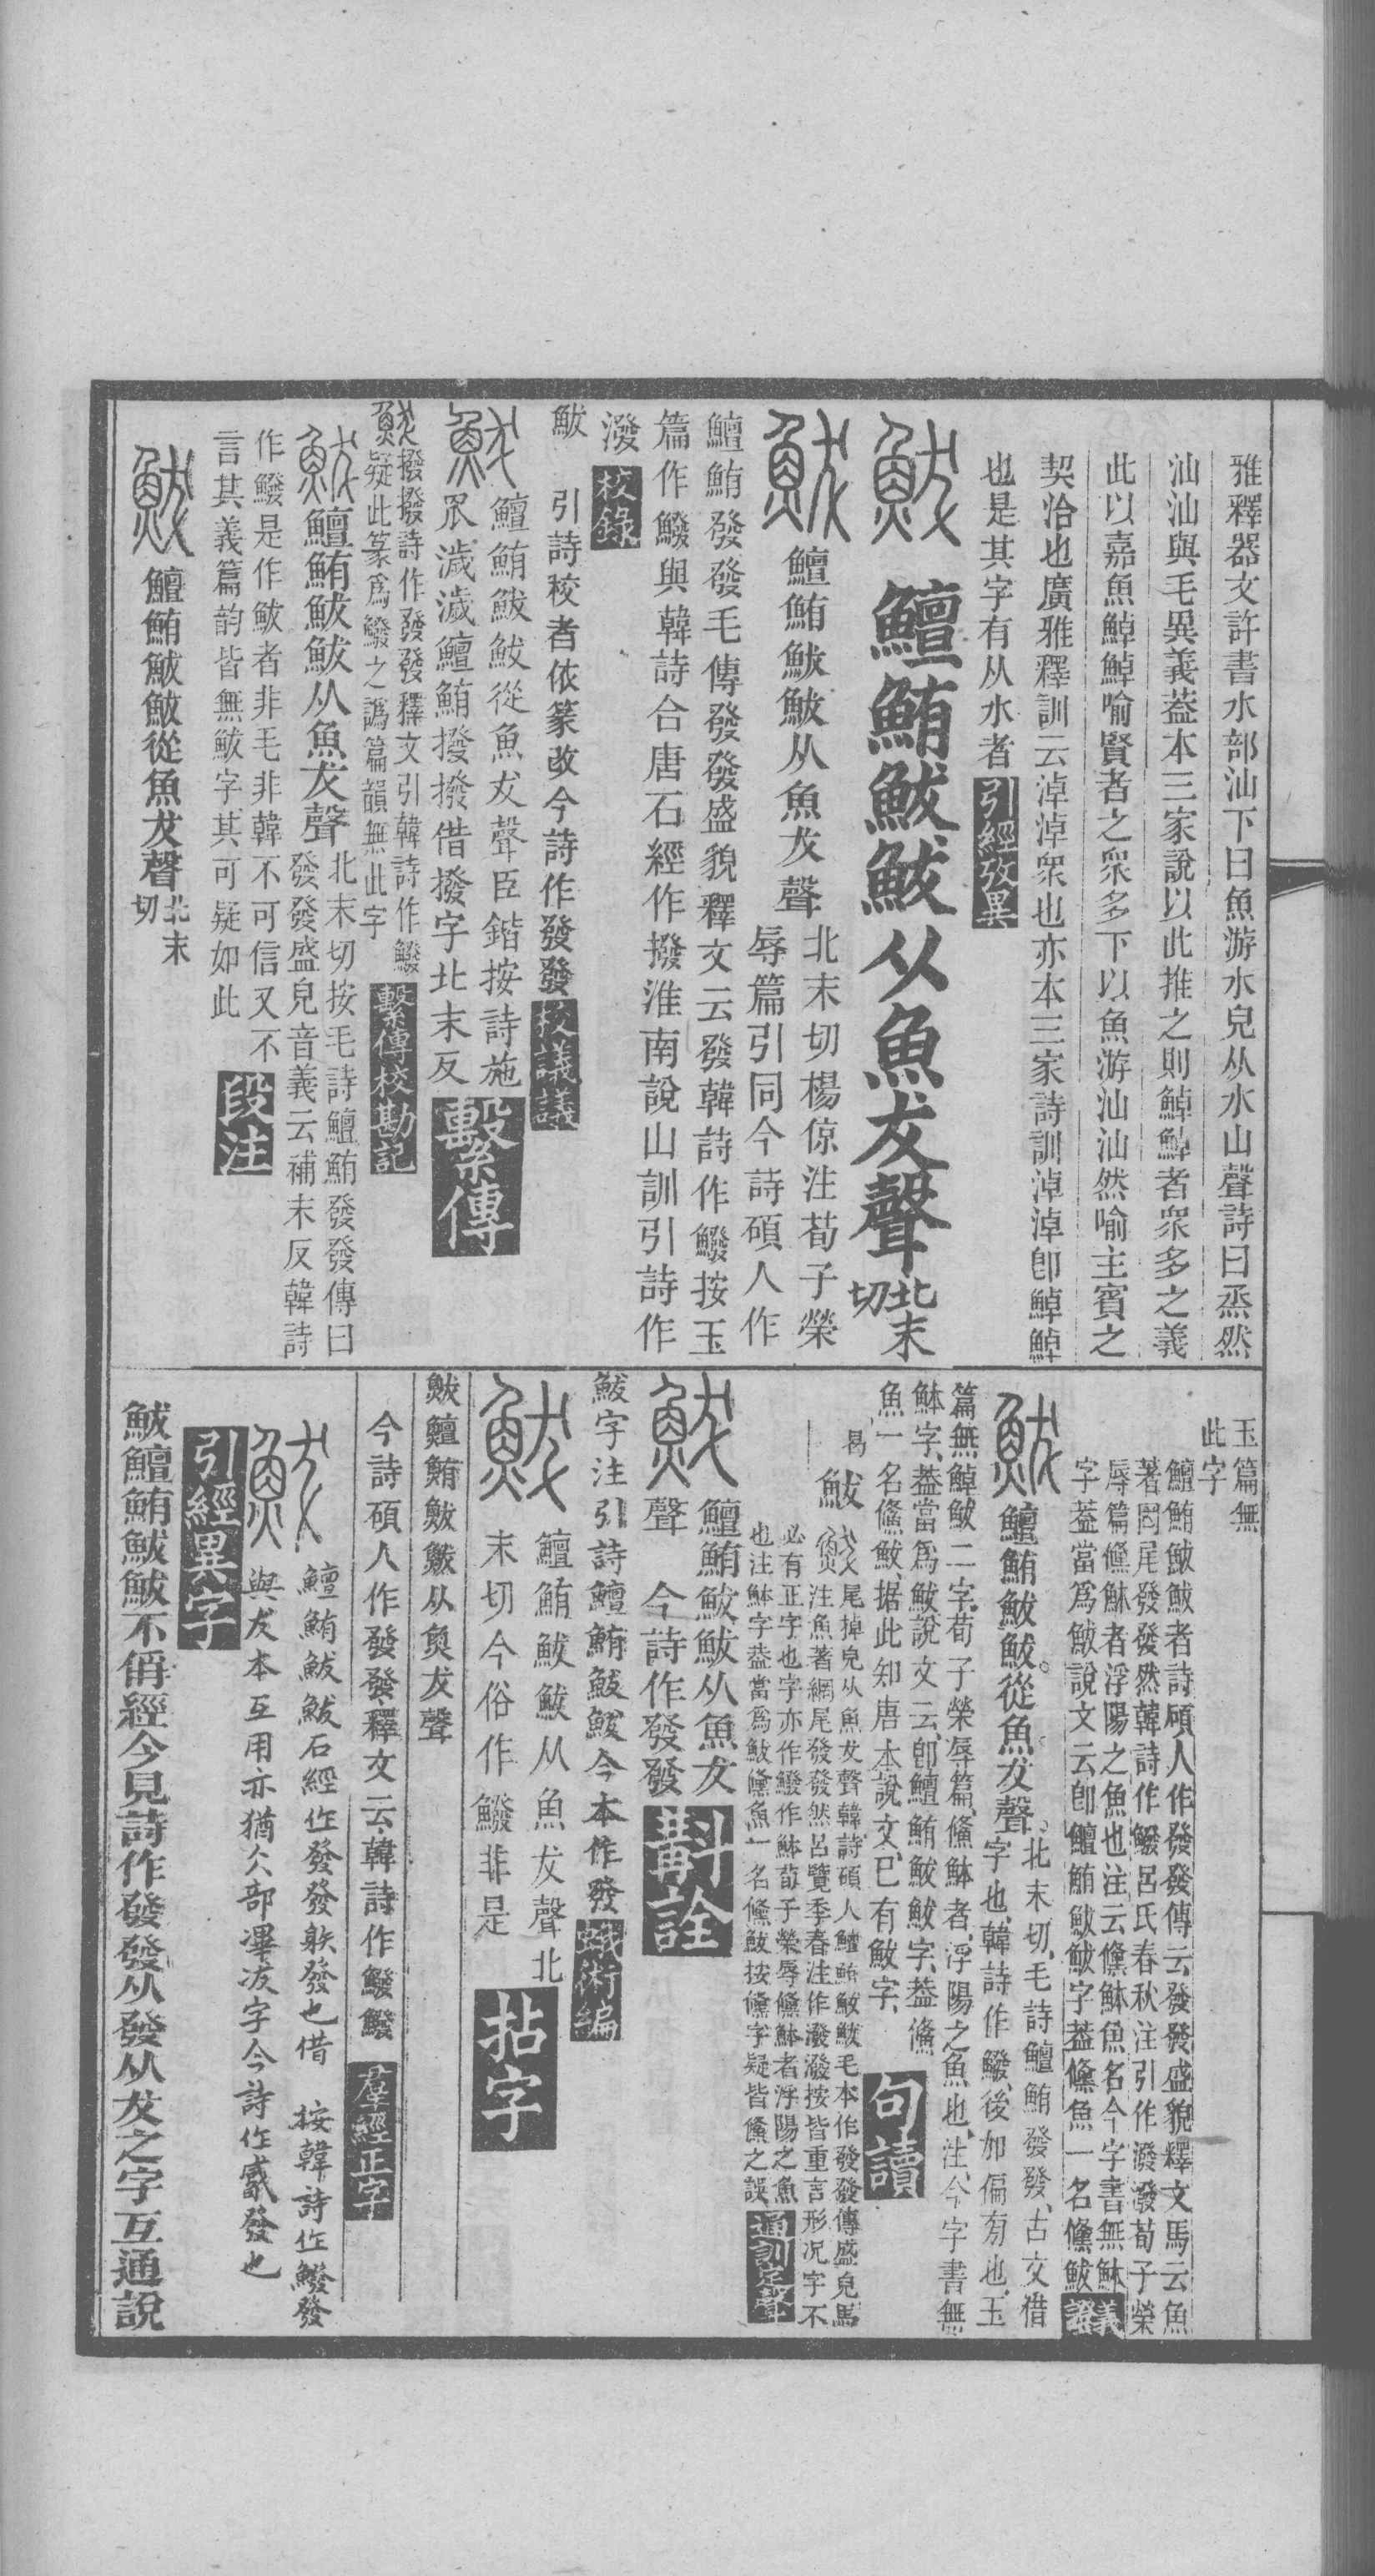 雅釋器文許書水部汕下曰魚游水皃从水山聲詩曰烝然
汕汕與毛異義葢本三家說以此推之則鯙鯙者眾多之義
此以嘉魚鯙鯙喻賢者之眾多下以魚游汕汕然喻主賓之
契洽也廣雅釋訓云淖淖眾也亦本三家詩訓淖淖卽鯙鯙
也是其字有从水者
引經攷異
鮁
鱣鮪鮁鮁从魚犮聲
北末
切
鮁
鱣鮪鮁鮁从魚犮聲
北末切楊倞注荀子榮
辱篇引同今詩碩人作
鱣鮪發發毛傳發發盛貌釋文云發韓詩作鱍按玉
篇作鱍與韓詩合唐石經作撥淮南說山訓引詩作
潑
校錄
鮁
引詩校者依篆改今詩作發發
校議議
鮁
鱣鮪鮁鮁從魚犮聲臣鍇按詩施
罛濊濊鱣鮪撥撥借撥字北末反
繫傳
鮁
撥撥詩作發發釋文引韓詩作鱍
疑此篆爲鱍之譌篇韻無此字
繫傳校勘記
鮁
鱣鮪鮁鮁从魚犮聲
北末切按毛詩鱣鮪發發傳曰
發發盛皃音義云補末反韓詩
作鱍是作鮁者非毛非韓不可信又不
言其義篇韵皆無鮁字其可疑如此
段注
鮁
鱣鮪鮁鮁從魚犮聲
北末
切
玉篇無
此字
鱣鮪鮁鮁者詩碩人作發發傳云發發盛貌釋文馬云魚
著罔尾發發然韓詩作鱍呂氏春秋注引作潑潑荀子榮
辱篇鯈䱁者浮陽之魚也注云鯈䱁魚名今字書無䱁
字葢當爲鮁說文云卽鱣鮪鮁鮁字葢鯈魚一名鯈鮁
義證
鮁
鱣鮪鮁鮁。從魚犮聲。
北末切、毛詩鱣鮪發發、古文借
字也、韓詩作鱍、後加偏㫄也、玉
篇無鯙鮁二字、荀子榮辱篇、鯈䱁者、浮陽之魚也、注、今字書無
䱁字、葢當爲鮁、說文云、卽鱣鮪鮁鮁字、葢鯈
魚一名鯈鮁、据此知唐本說文、已有鮁字、
句讀
鮁
尾掉皃从魚犮聲韓詩碩人鱣鮪鮁鮁毛本作發發傳盛皃馬
注魚著網尾發發然呂覽季春注作潑潑按皆重言形况字不
必有正字也字亦作鱍作䱁荀子榮辱鯈䱁者浮陽之魚
也注䱁字葢當爲鮁鯈魚一名鯈鮁按鯈字疑皆鯈之誤
通訓定聲
鮁
鱣鮪鮁鮁从魚犮
聲
今詩作發發
斠詮
鮁字注引詩鱣鮪鮁鮁今本作發
蛾術編
鮁
鱣鮪鮁鮁从魚犮聲北
末切今俗作鱍非是
拈字
鮁鱣鮪鮁鮁从魚犮聲
今詩碩人作發發釋文云韓詩作鱍鱍
羣經正字
鮁
鱣鮪鮁鮁石經作發發躲發也借
按韓詩作鱍發
與犮本互用亦猶仌部滭冹字今詩作觱發也
引經異字
鮁鱣鮪鮁鮁不偁經今見詩作發發从發从犮之字互通說